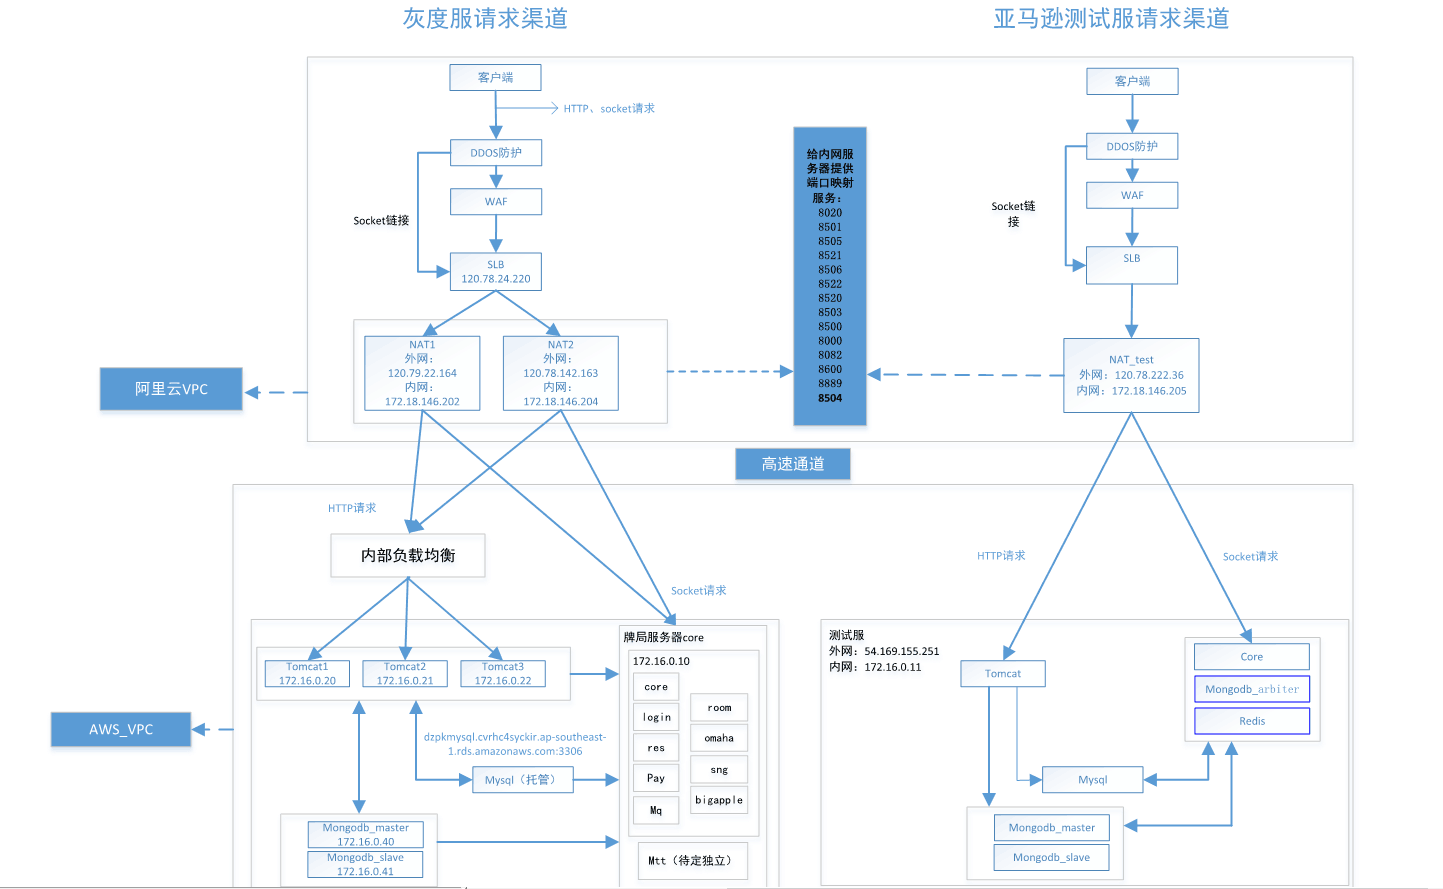 灰度服请求渠道
亚马逊测试服请求渠道
客户端
HTTP、socket请求
DDOS防护
WAF
Socket链接
SLB
120.78.24.220
NAT1
外网：
120.79.22.164
内网：
172.18.146.202
NAT2
外网：
120.78.142.163
内网：
172.18.146.204
给内网服
务器提供
端口映射
服务：
8020
8501
8505
8521
8506
8522
8520
8503
8500
8000
8082
8600
8889
8504
客户端
DDOS防护
WAF
Socket链
接
SLB
NAT_test
外网：120.78.222.36
内网：172.18.146.205
阿里云VPC
高速通道
HTTP请求
内部负载均衡
Socket请求
HTTP请求
Socket请求
Tomcat1
172.16.0.20
Tomcat2
172.16.0.21
Tomcat3
172.16.0.22
牌局服务器core
172.16.0.10
core
login
res
Pay
Mq
room
omaha
sng
bigapple
Mtt（待定独立）
AWS_VPC
dzpkmysql.cvrhc4syckir.ap-southeast-
1.rds.amazonaws.com:3306
Mysql（托管）
Mongodb_master
172.16.0.40
Mongodb_slave
172.16.0.41
测试服
外网：54.169.155.251
内网：172.16.0.11
Tomcat
Core
Mongodb_arbiter
Redis
Mysql
Mongodb_master
Mongodb_slave